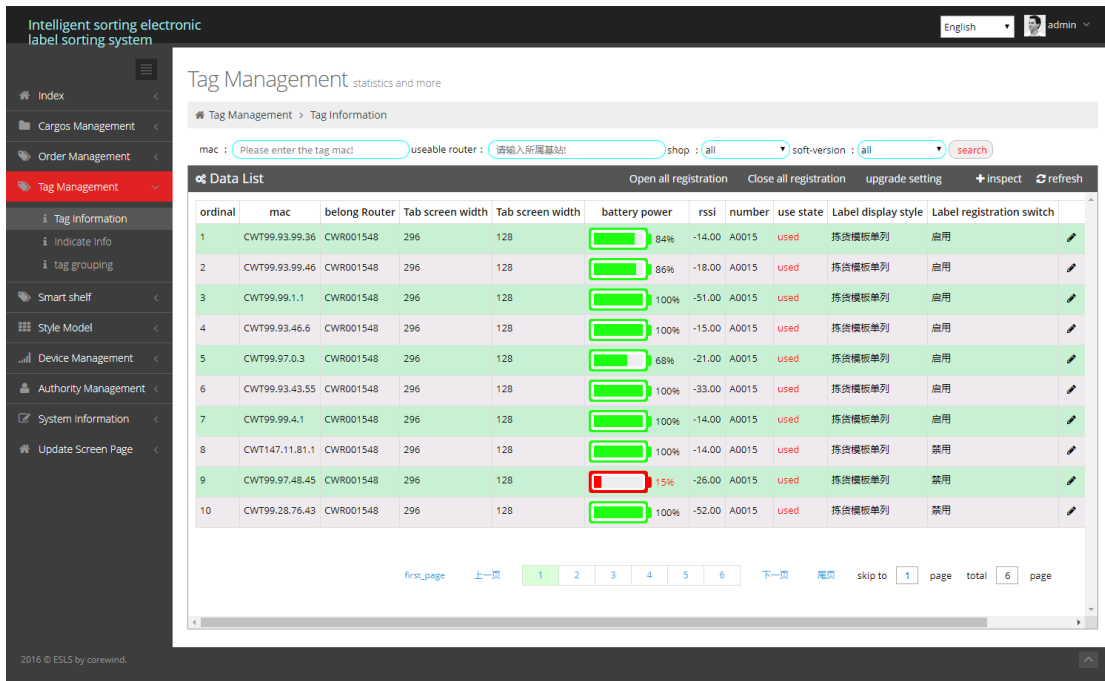 Intelligent sorting electronic
label sorting system
English
admin
Index
Cargos Management
Order Management
Tag Management
Tag Information
Indicate Info
tag grouping
Smart shelf
Style Model
Device Management
Authority Management
System Information
Update Screen Page
Tag Management statistics and more
Tag Management > Tag Information
mac : Please enter the tag mac! useable router : 请输入所属基站! shop : all soft-version : all search
Data List Open all registration Close all registration upgrade setting inspect refresh
ordinal mac belong Router Tab screen width Tab screen width battery power rssi number use state Label display style Label registration switch
1 CWT99.93.99.36 CWR001548 296 128 84% -14.00 A0015 used 拣货模板单列 启用
2 CWT99.93.99.46 CWR001548 296 128 86% -18.00 A0015 used 拣货模板单列 启用
3 CWT99.99.1.1 CWR001548 296 128 100% -51.00 A0015 used 拣货模板单列 启用
4 CWT99.93.46.6 CWR001548 296 128 100% -15.00 A0015 used 拣货模板单列 启用
5 CWT99.97.0.3 CWR001548 296 128 68% -21.00 A0015 used 拣货模板单列 启用
6 CWT99.93.43.55 CWR001548 296 128 100% -33.00 A0015 used 拣货模板单列 启用
7 CWT99.99.4.1 CWR001548 296 128 100% -14.00 A0015 used 拣货模板单列 启用
8 CWT147.11.81.1 CWR001548 296 128 100% -14.00 A0015 used 拣货模板单列 禁用
9 CWT99.97.48.45 CWR001548 296 128 15% -26.00 A0015 used 拣货模板单列 禁用
10 CWT99.28.76.43 CWR001548 296 128 100% -52.00 A0015 used 拣货模板单列 禁用
first_page 上一页 1 2 3 4 5 6 下一页 尾页 skip to 1 page total 6 page
2016 © ESLS by corewind.